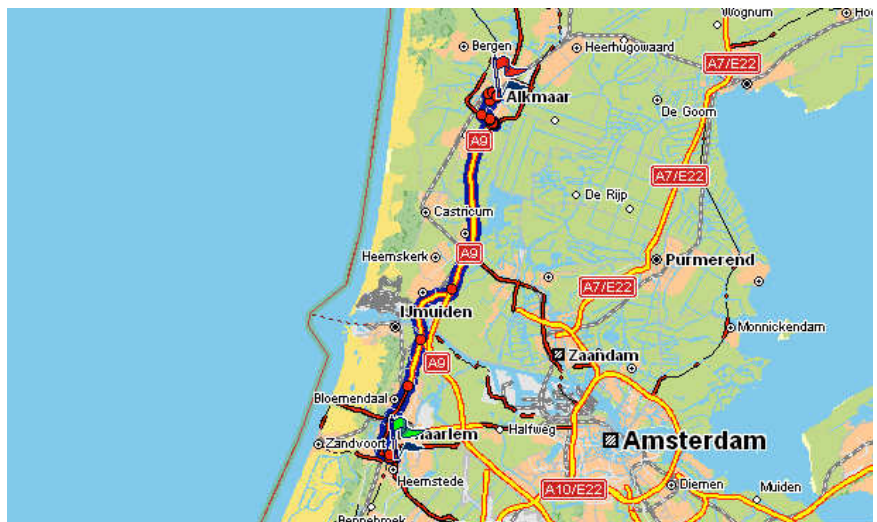 Wognum
Bergen
Heerhugowaard
A7/E22
Alkmaar
De Goorn
A9
A7/E22
De Rijp
Castricum
A9
Heemskerk
Purmerend
A7/E22
IJmuiden
Monnickendam
Zaandam
A9
Bloemendaal
Haarlem
Halfweg
Zandvoort
Amsterdam
Heemstede
A10/E22
Diemen
Muiden